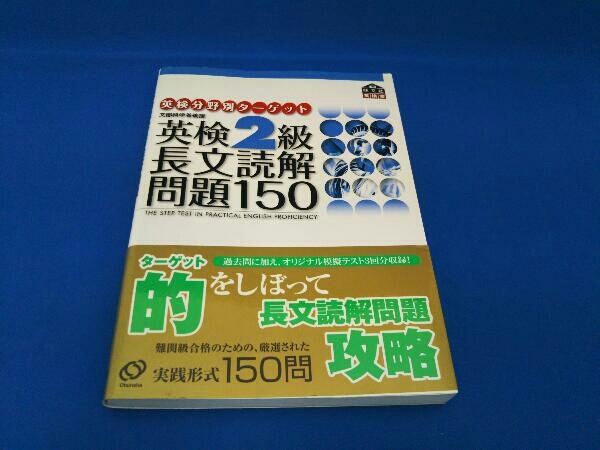 英検分野別ターゲット
文部科学省後援
英検2級
長文読解
問題150
THE STEP TEST IN PRACTICAL ENGLISH PROFICIENCY
過去問に加え、オリジナル模擬テスト3回分収録!
ターゲット
的をしぼって
長文読解問題
攻略
難関級合格のための、厳選された
実践形式150問
Obunsha